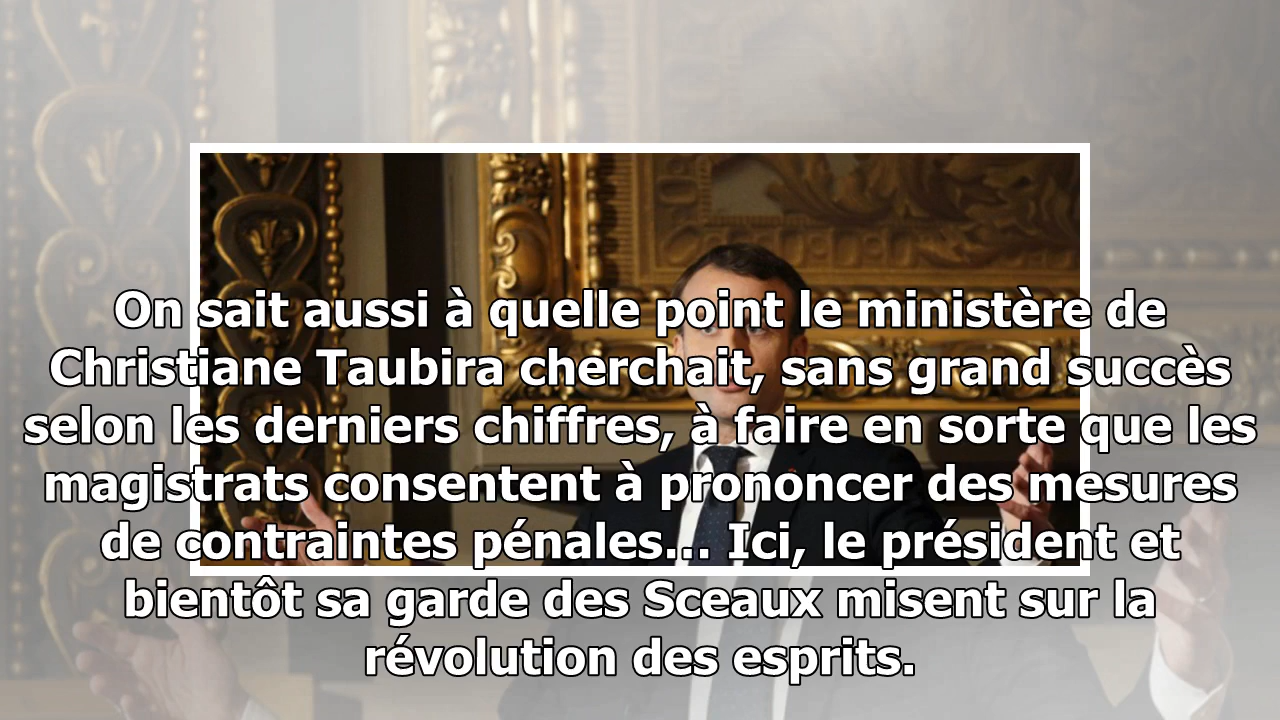 On sait aussi à quelle point le ministère de
Christiane Taubira cherchait, sans grand succès
selon les derniers chiffres, à faire en sorte que les
magistrats consentent à prononcer des mesures
de contraintes pénales... Ici, le président et
bientôt sa garde des Sceaux misent sur la
révolution des esprits.